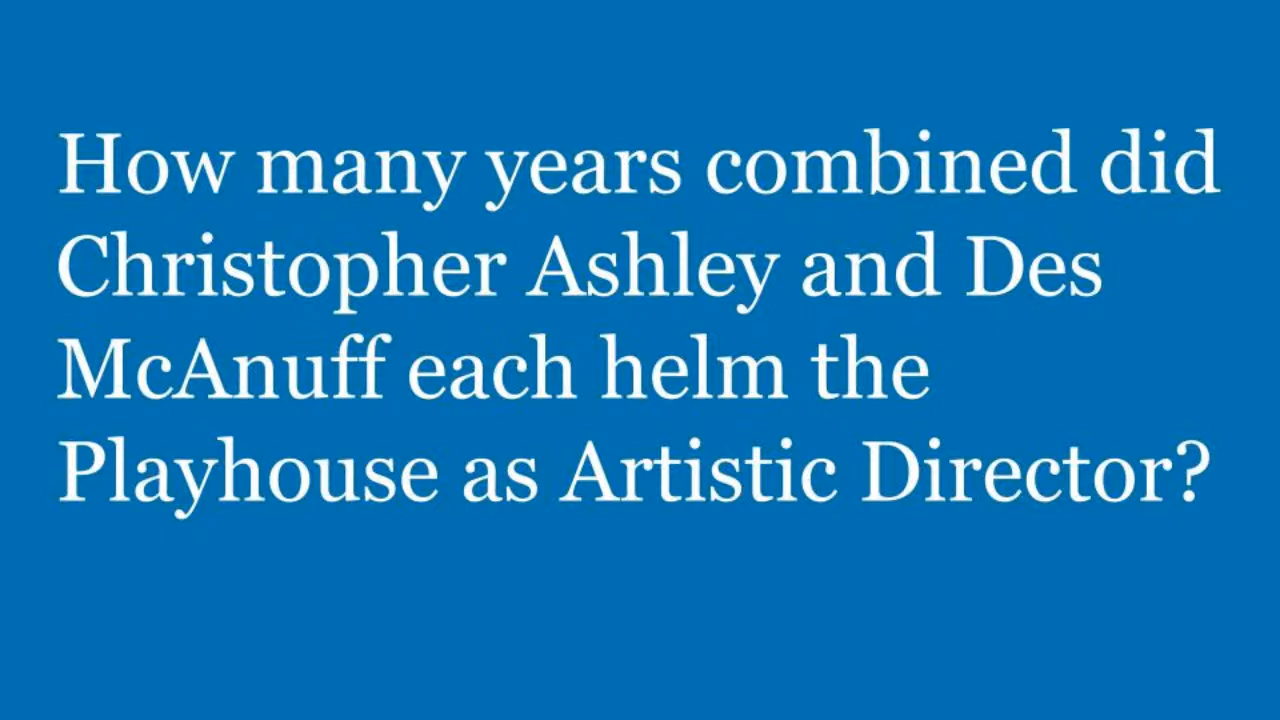 How many years combined did
Christopher Ashley and Des
McAnuff each helm the
Playhouse as Artistic Director?